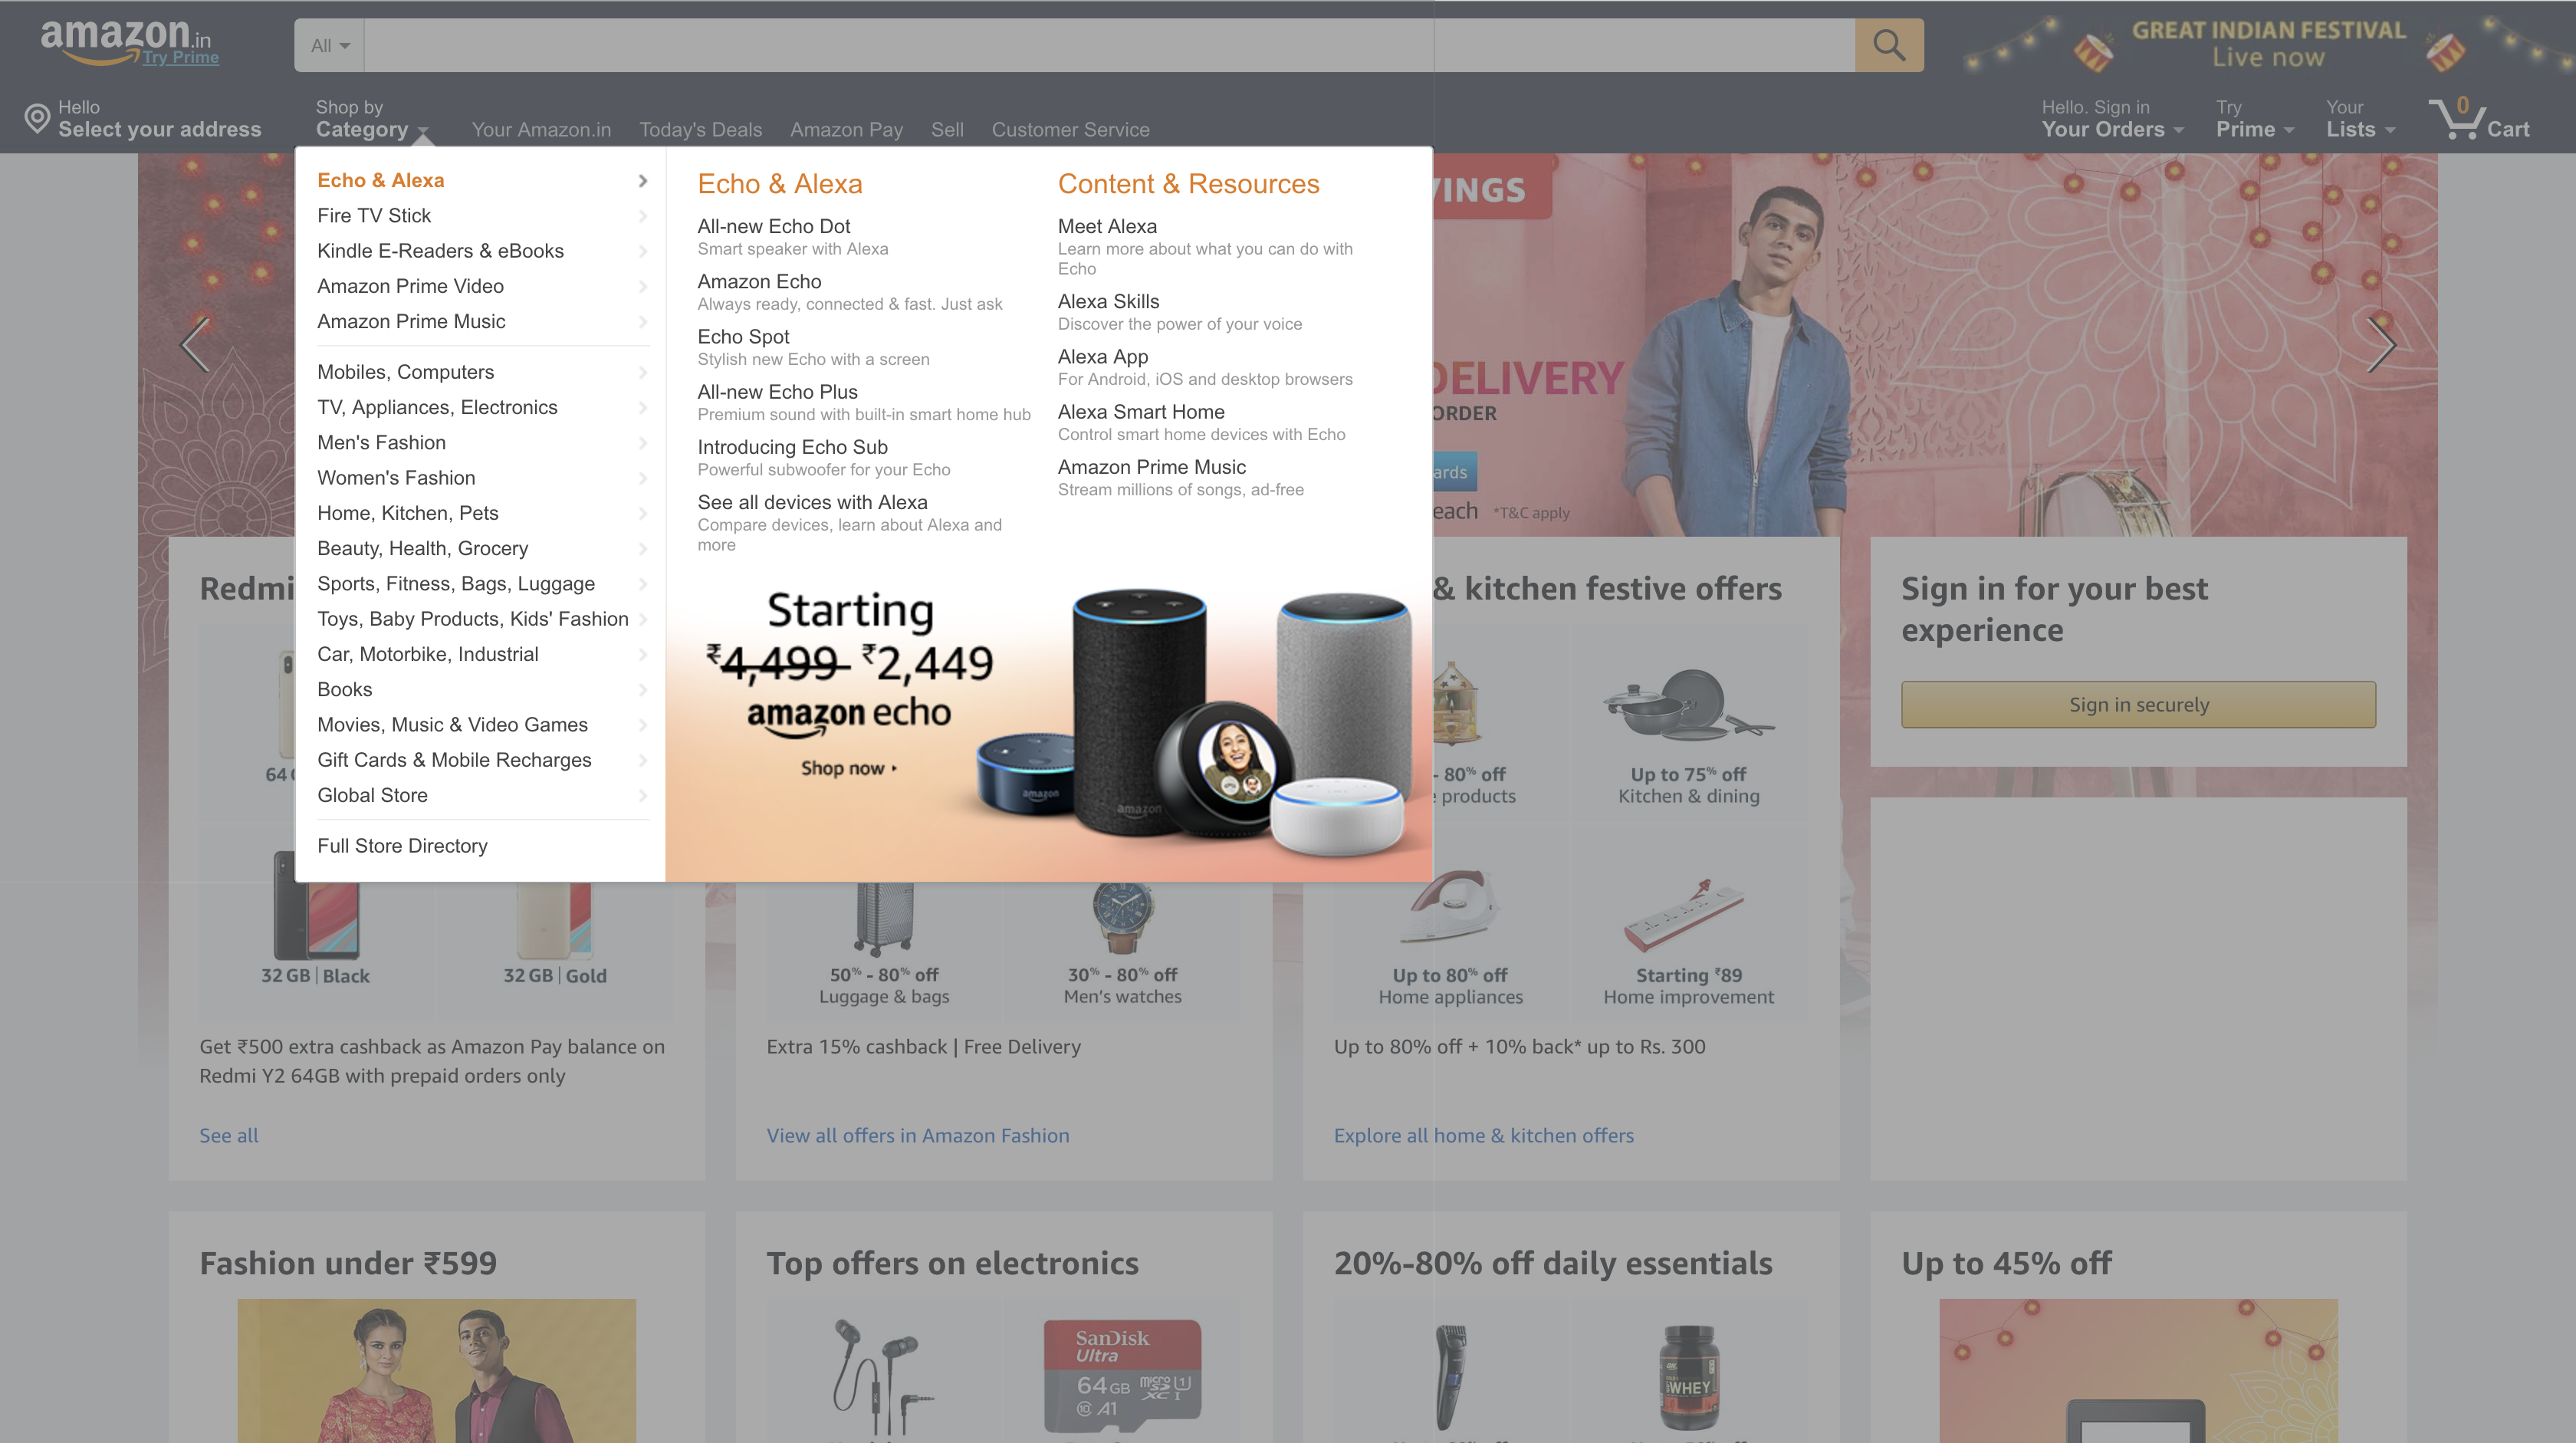 amazon.in
Try Prime
All
GREAT INDIAN FESTIVAL
Live now
Hello
Select your address
Shop by
Category
Your Amazon.in
Today's Deals
Amazon Pay
Sell
Customer Service
Hello. Sign in
Your Orders
Try
Prime
Your
Lists
0
Cart
Echo & Alexa
Fire TV Stick
Kindle E-Readers & eBooks
Amazon Prime Video
Amazon Prime Music
Mobiles, Computers
TV, Appliances, Electronics
Men's Fashion
Women's Fashion
Home, Kitchen, Pets
Beauty, Health, Grocery
Sports, Fitness, Bags, Luggage
Toys, Baby Products, Kids' Fashion
Car, Motorbike, Industrial
Books
Movies, Music & Video Games
Gift Cards & Mobile Recharges
Global Store
Full Store Directory
Echo & Alexa
All-new Echo Dot
Smart speaker with Alexa
Amazon Echo
Always ready, connected & fast. Just ask
Echo Spot
Stylish new Echo with a screen
All-new Echo Plus
Premium sound with built-in smart home hub
Introducing Echo Sub
Powerful subwoofer for your Echo
See all devices with Alexa
Compare devices, learn about Alexa and
more
Content & Resources
Meet Alexa
Learn more about what you can do with
Echo
Alexa Skills
Discover the power of your voice
Alexa App
For Android, iOS and desktop browsers
Alexa Smart Home
Control smart home devices with Echo
Amazon Prime Music
Stream millions of songs, ad-free
Starting
₹4,499 ₹2,449
amazon echo
Shop now
amazon
amazon
INGS
DELIVERY
ORDER
ards
each *T&C apply
Redmi
64
32 GB | Black
32 GB | Gold
Get ₹500 extra cashback as Amazon Pay balance on
Redmi Y2 64GB with prepaid orders only
See all
50% - 80% off
Luggage & bags
30% - 80% off
Men's watches
Extra 15% cashback | Free Delivery
View all offers in Amazon Fashion
& kitchen festive offers
- 80% off
products
Up to 75% off
Kitchen & dining
Up to 80% off
Home appliances
Starting ₹89
Home improvement
Up to 80% off + 10% back* up to Rs. 300
Explore all home & kitchen offers
Sign in for your best
experience
Sign in securely
Fashion under ₹599
Top offers on electronics
SanDisk
Ultra
64 GB micro SD XC I U1
10 A1
20%-80% off daily essentials
WHEY
Up to 45% off